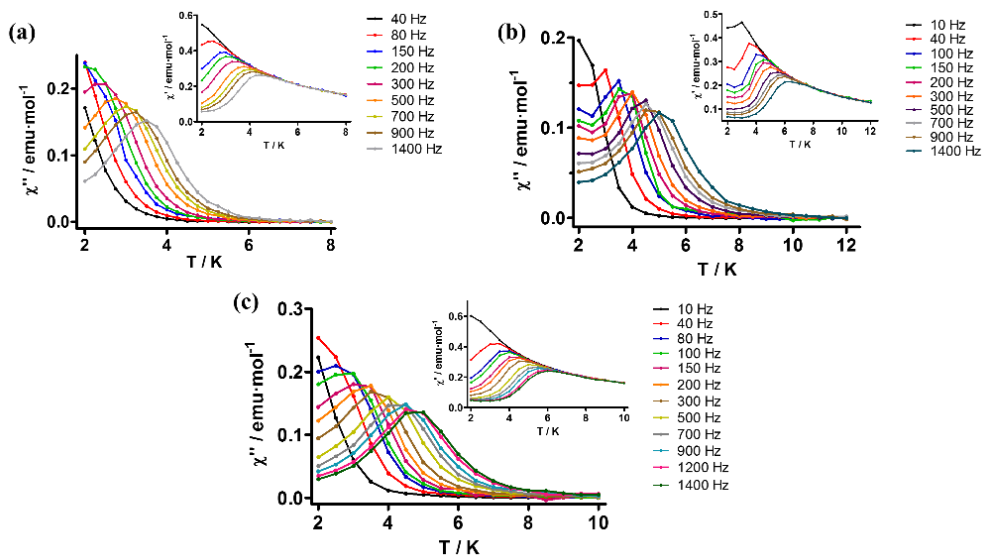 (a)
χ'' / emu·mol-1
0.2
0.1
0.0
2 4 6 8
T / K
χ' / emu·mol-1
0.6
0.4
0.2
0.0
2 3 4 5 6 7 8
T / K
40 Hz
80 Hz
150 Hz
200 Hz
300 Hz
500 Hz
700 Hz
900 Hz
1400 Hz
(b)
χ'' / emu·mol-1
0.2
0.1
0.0
2 4 6 8 10 12
T / K
χ' / emu·mol-1
0.5
0.4
0.3
0.2
0.1
2 4 6 8 10 12
T / K
10 Hz
40 Hz
100 Hz
150 Hz
200 Hz
300 Hz
500 Hz
700 Hz
900 Hz
1400 Hz
(c)
χ'' / emu·mol-1
0.3
0.2
0.1
0.0
2 4 6 8 10
T / K
χ' / emu·mol-1
0.6
0.4
0.2
0.0
2 4 6 8 10
T / K
10 Hz
40 Hz
80 Hz
100 Hz
150 Hz
200 Hz
300 Hz
500 Hz
700 Hz
900 Hz
1200 Hz
1400 Hz